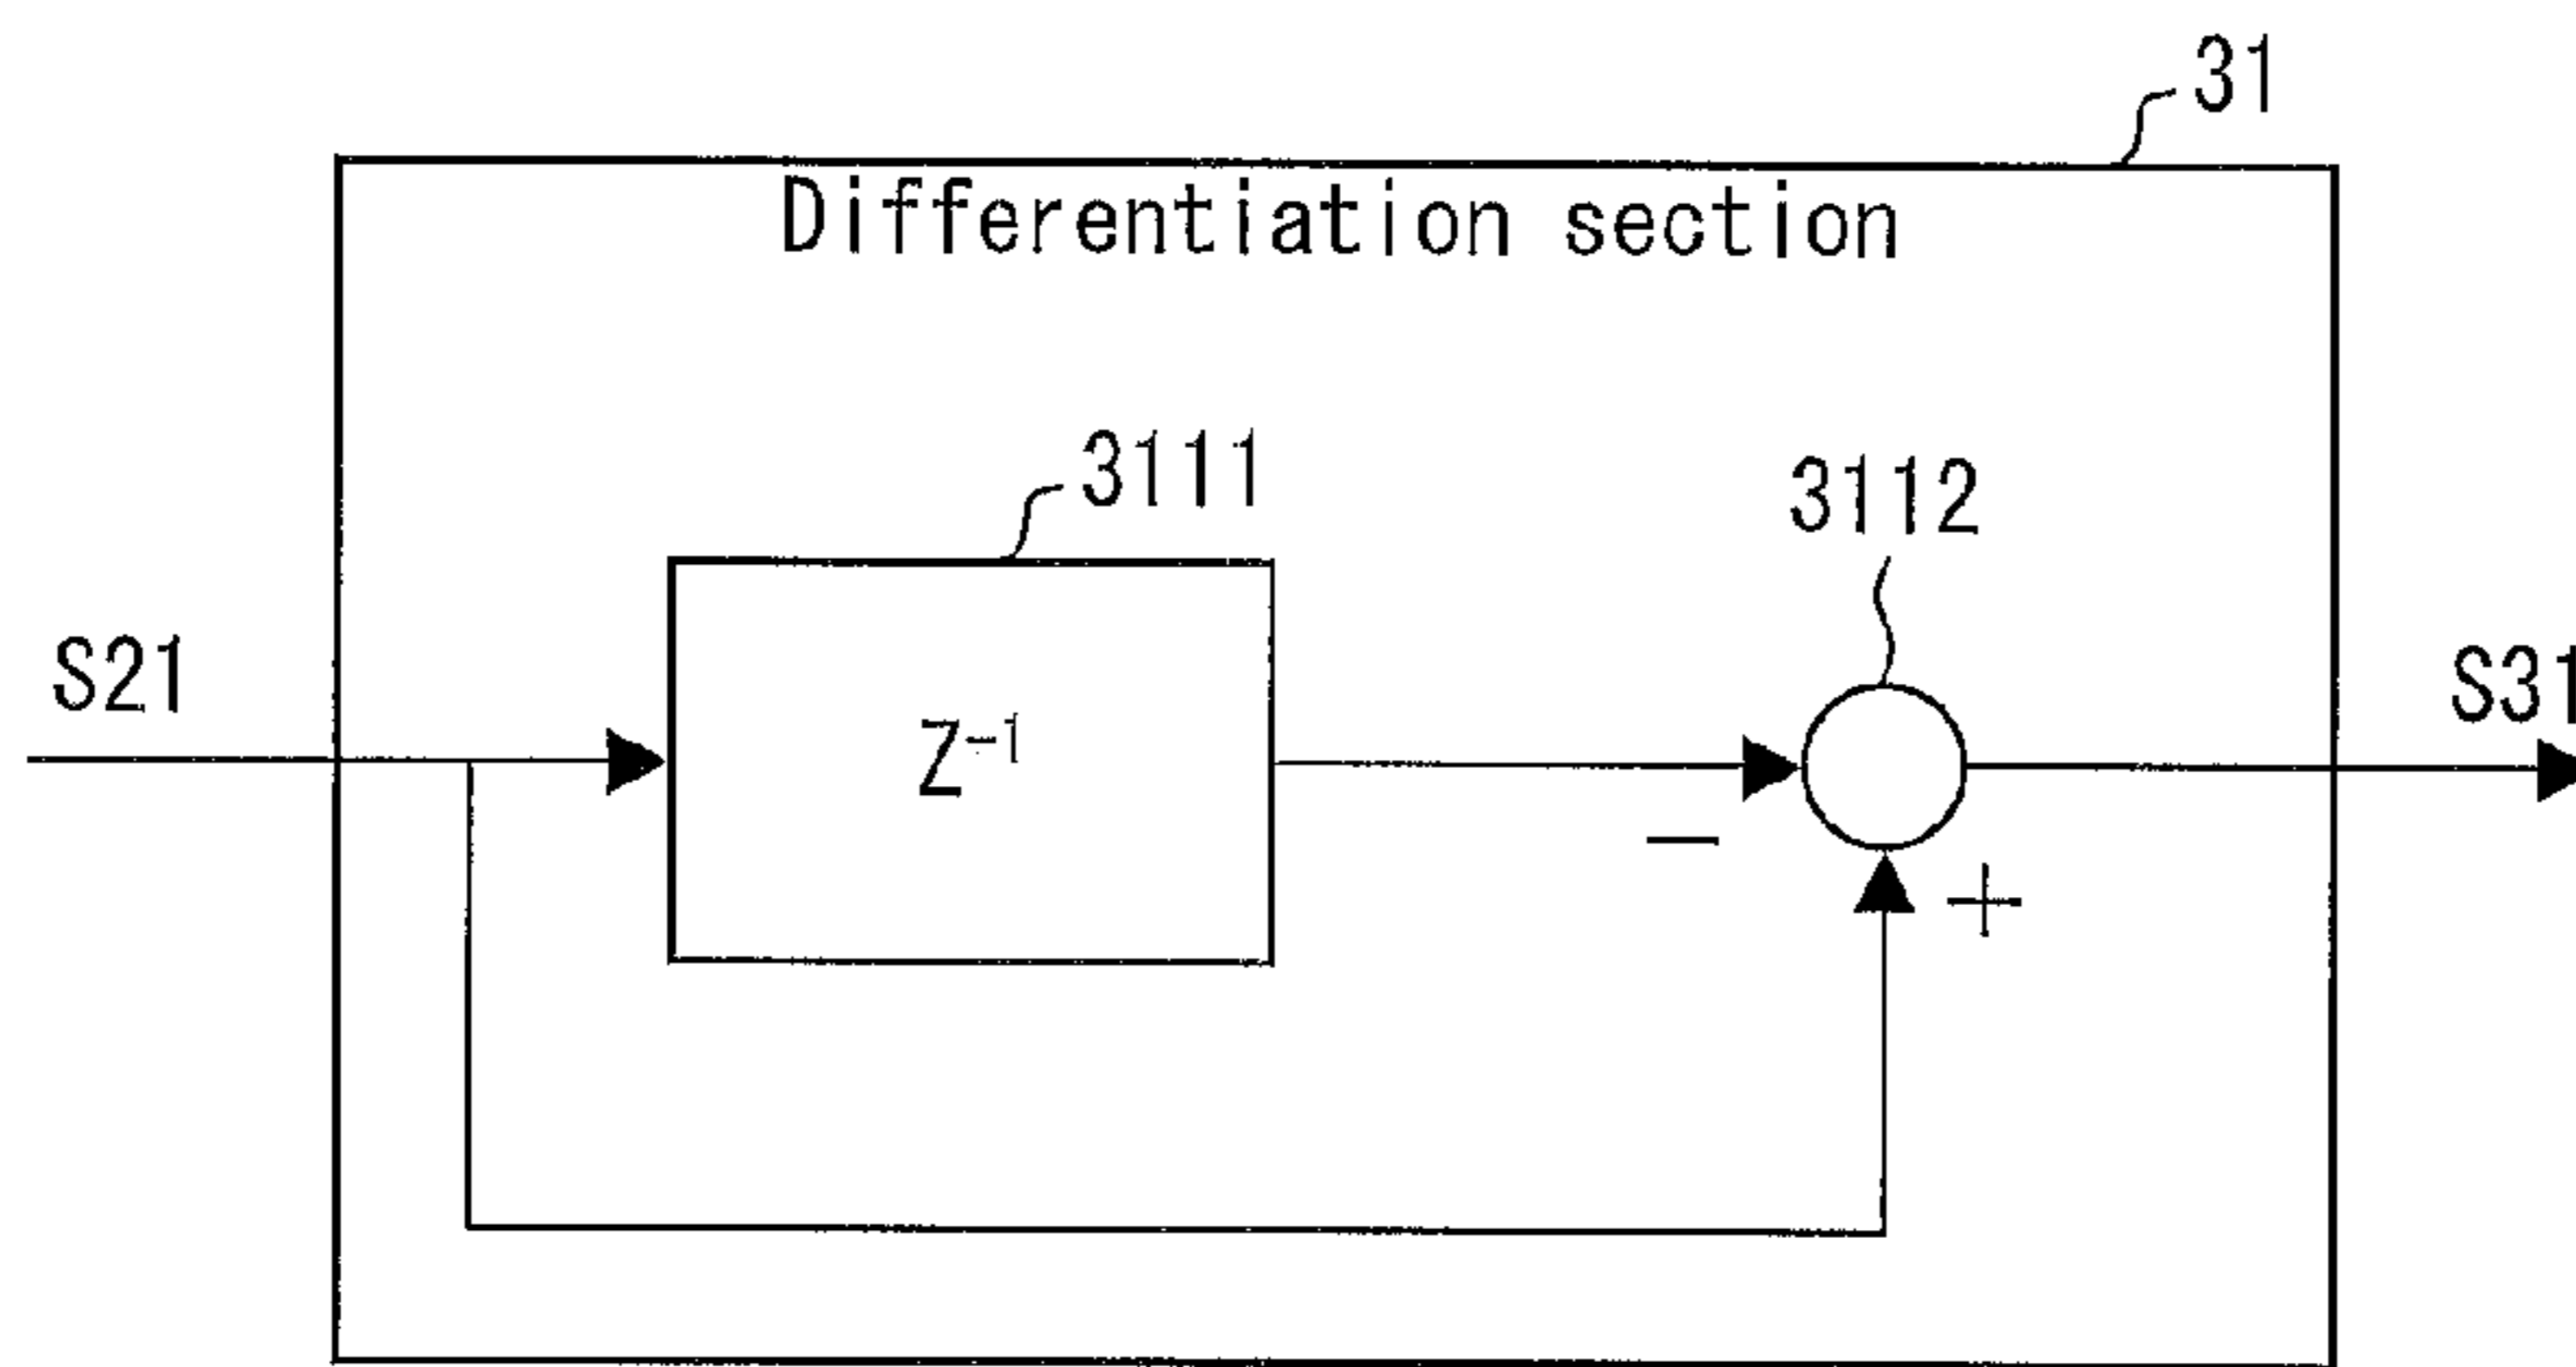 31
Differentiation section
3111
3112
S21
Z⁻¹
S31
−
+